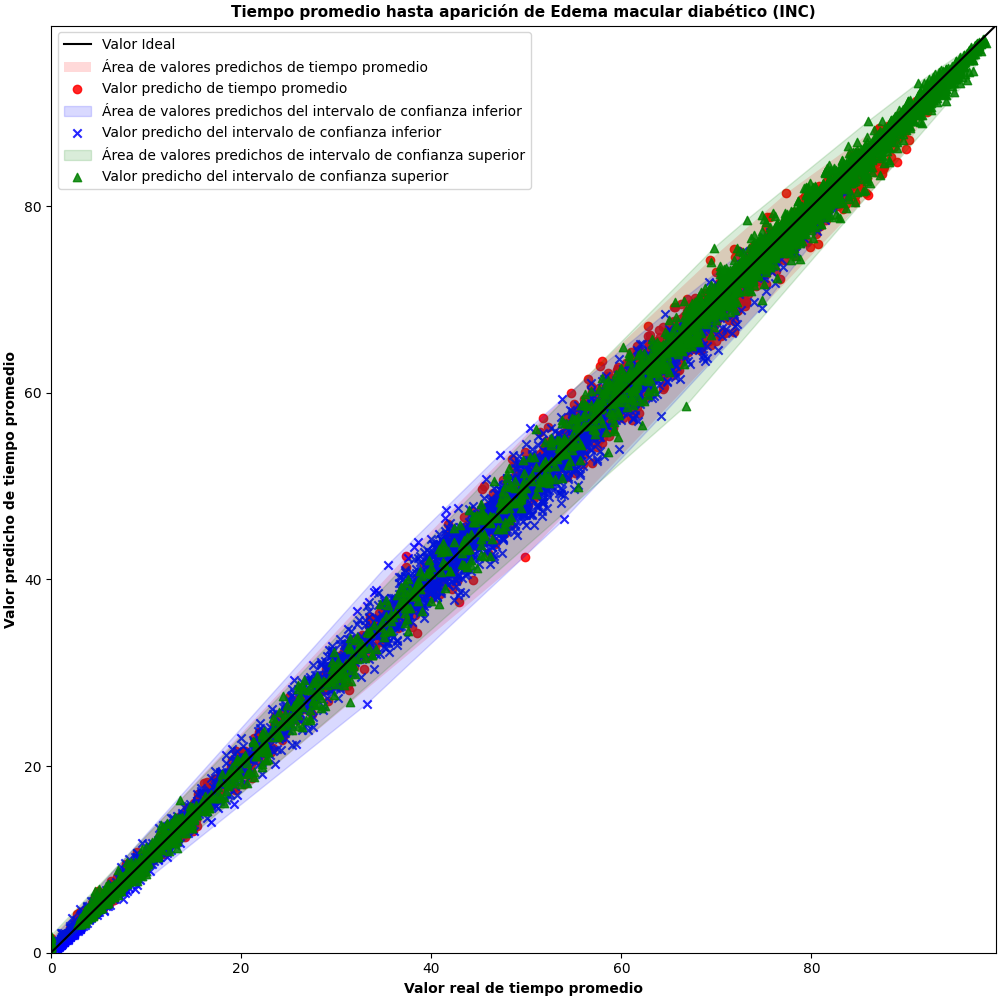 Tiempo promedio hasta aparición de Edema macular diabético (INC)
Valor Ideal
Área de valores predichos de tiempo promedio
Valor predicho de tiempo promedio
Área de valores predichos del intervalo de confianza inferior
Valor predicho del intervalo de confianza inferior
Área de valores predichos de intervalo de confianza superior
Valor predicho del intervalo de confianza superior
Valor predicho de tiempo promedio
80
60
40
20
0
0 20 40 60 80
Valor real de tiempo promedio